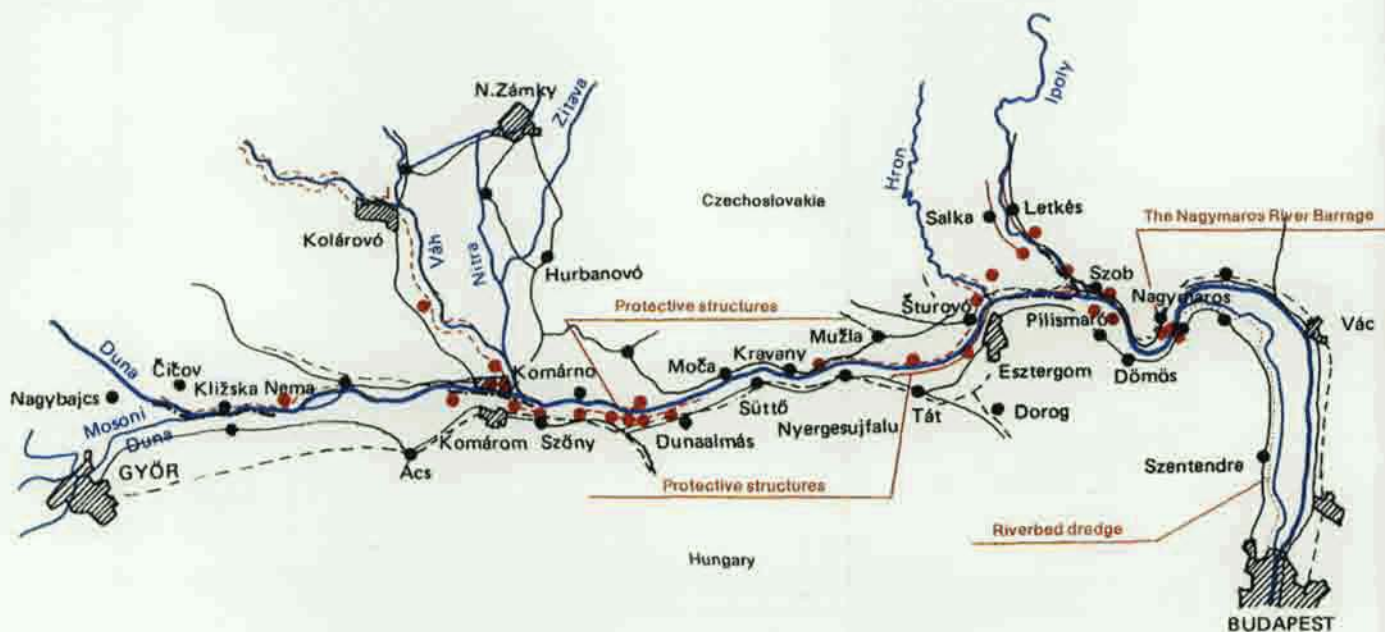 N.Zámky
Zitava
Ipoly
Hron
Czechoslovakia
Salka
Letkés
The Nagymaros River Barrage
Kolárovó
Váh
Nitra
Hurbanovó
Protective structures
Szob
Nagymaros
Šturovó
Pilismaró
Mužla
Vác
Duna
Čičov
Kližska Nema
Komárno
Moča
Kravany
Esztergom
Dömös
Nagybajcs
Mosoni
Duna
Süttő
Dorog
Komárom
Szőny
Dunaalmás
Nyergesujfalu
Tát
GYŐR
Ács
Szentendre
Protective structures
Riverbed dredge
Hungary
BUDAPEST